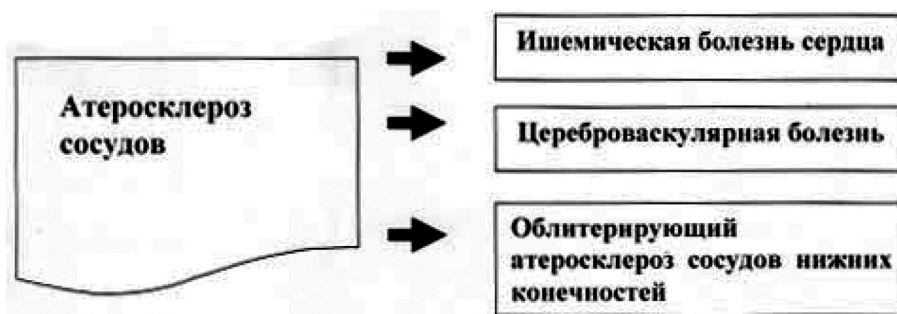 Атеросклероз
сосудов
Ишемическая болезнь сердца
Цереброваскулярная болезнь
Облитерирующий
атеросклероз сосудов нижних
конечностей